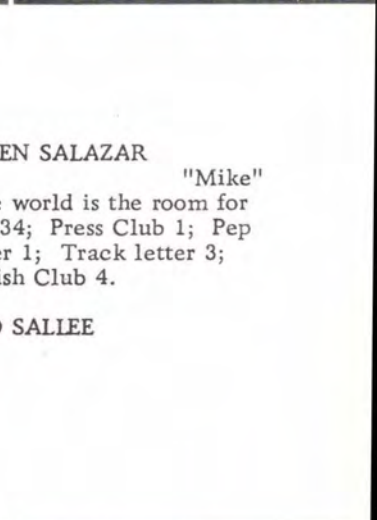 EN SALAZAR
"Mike"
world is the room for
34; Press Club 1; Pep
r 1; Track letter 3;
sh Club 4.
SALLEE